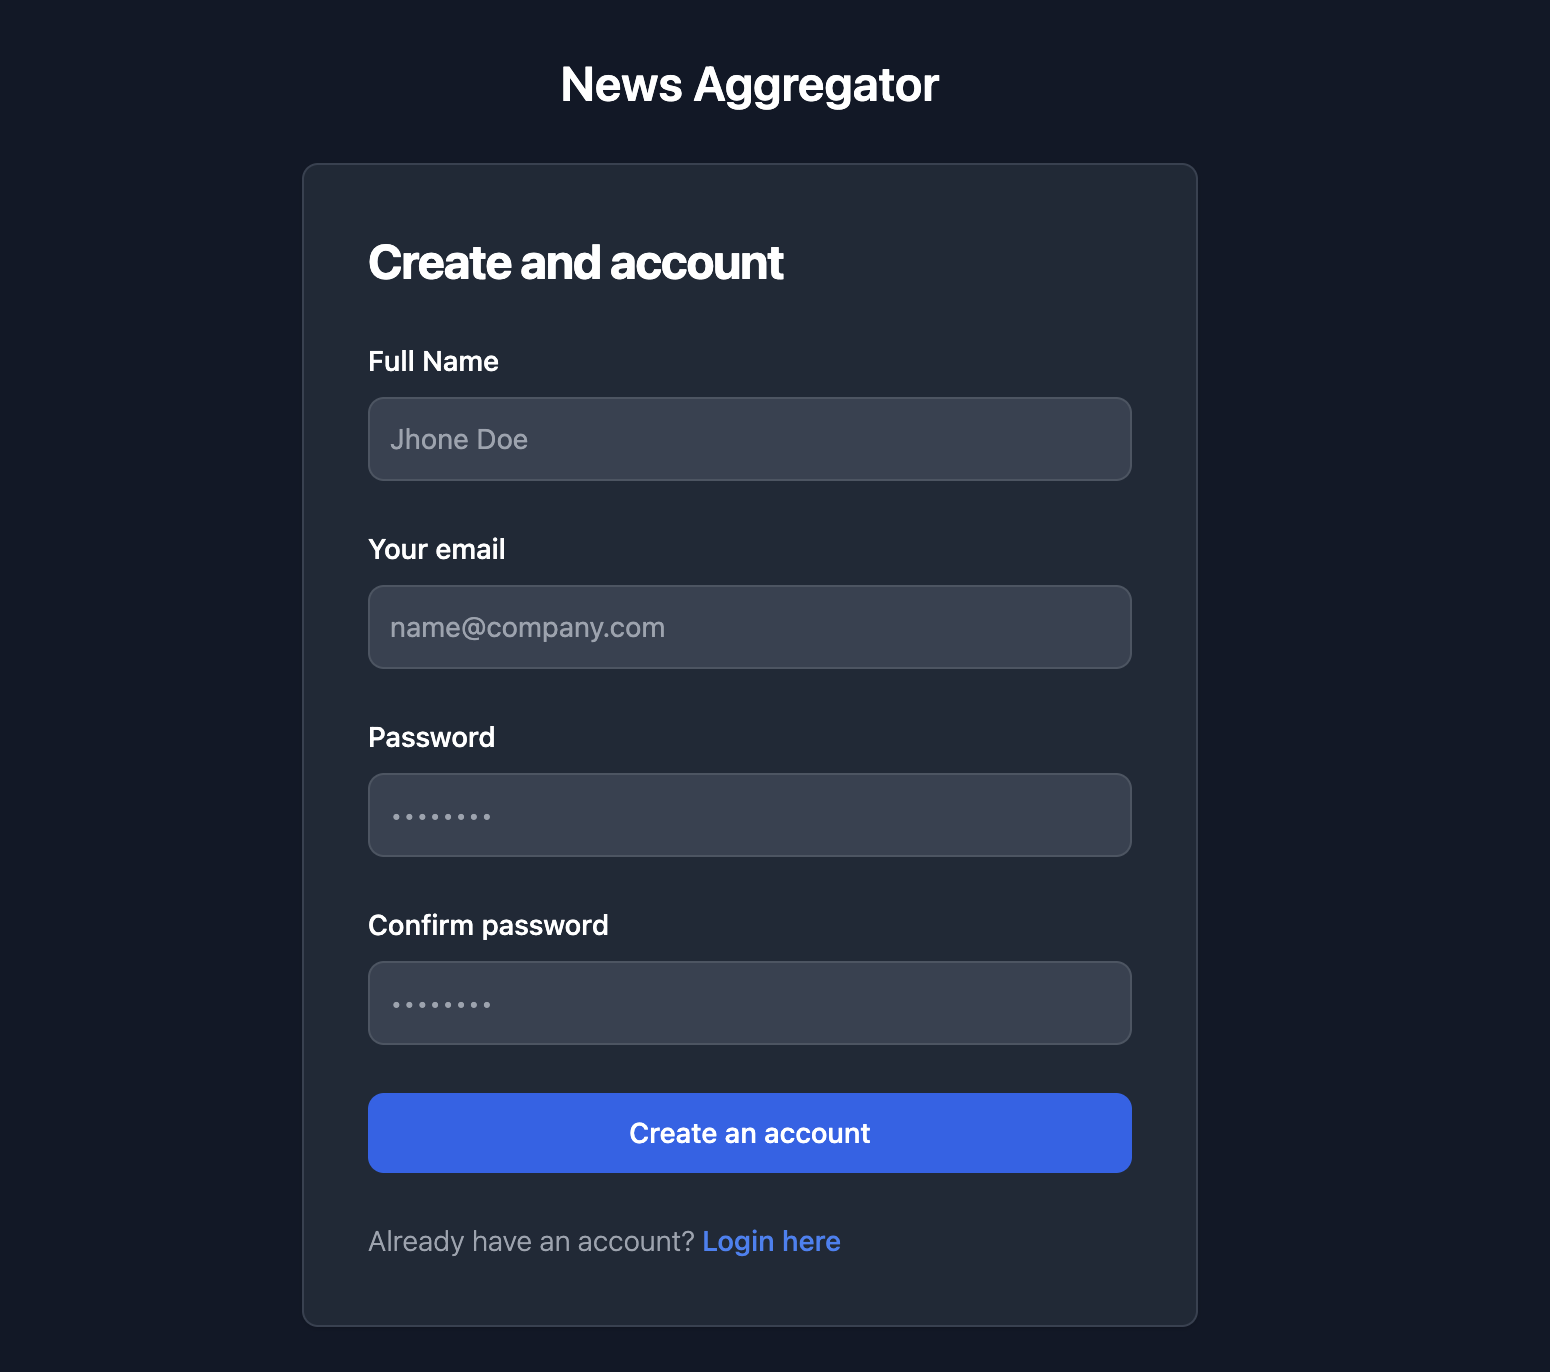 News Aggregator
Create and account
Full Name
Jhone Doe
Your email
name@company.com
Password
••••••••
Confirm password
••••••••
Create an account
Already have an account? Login here